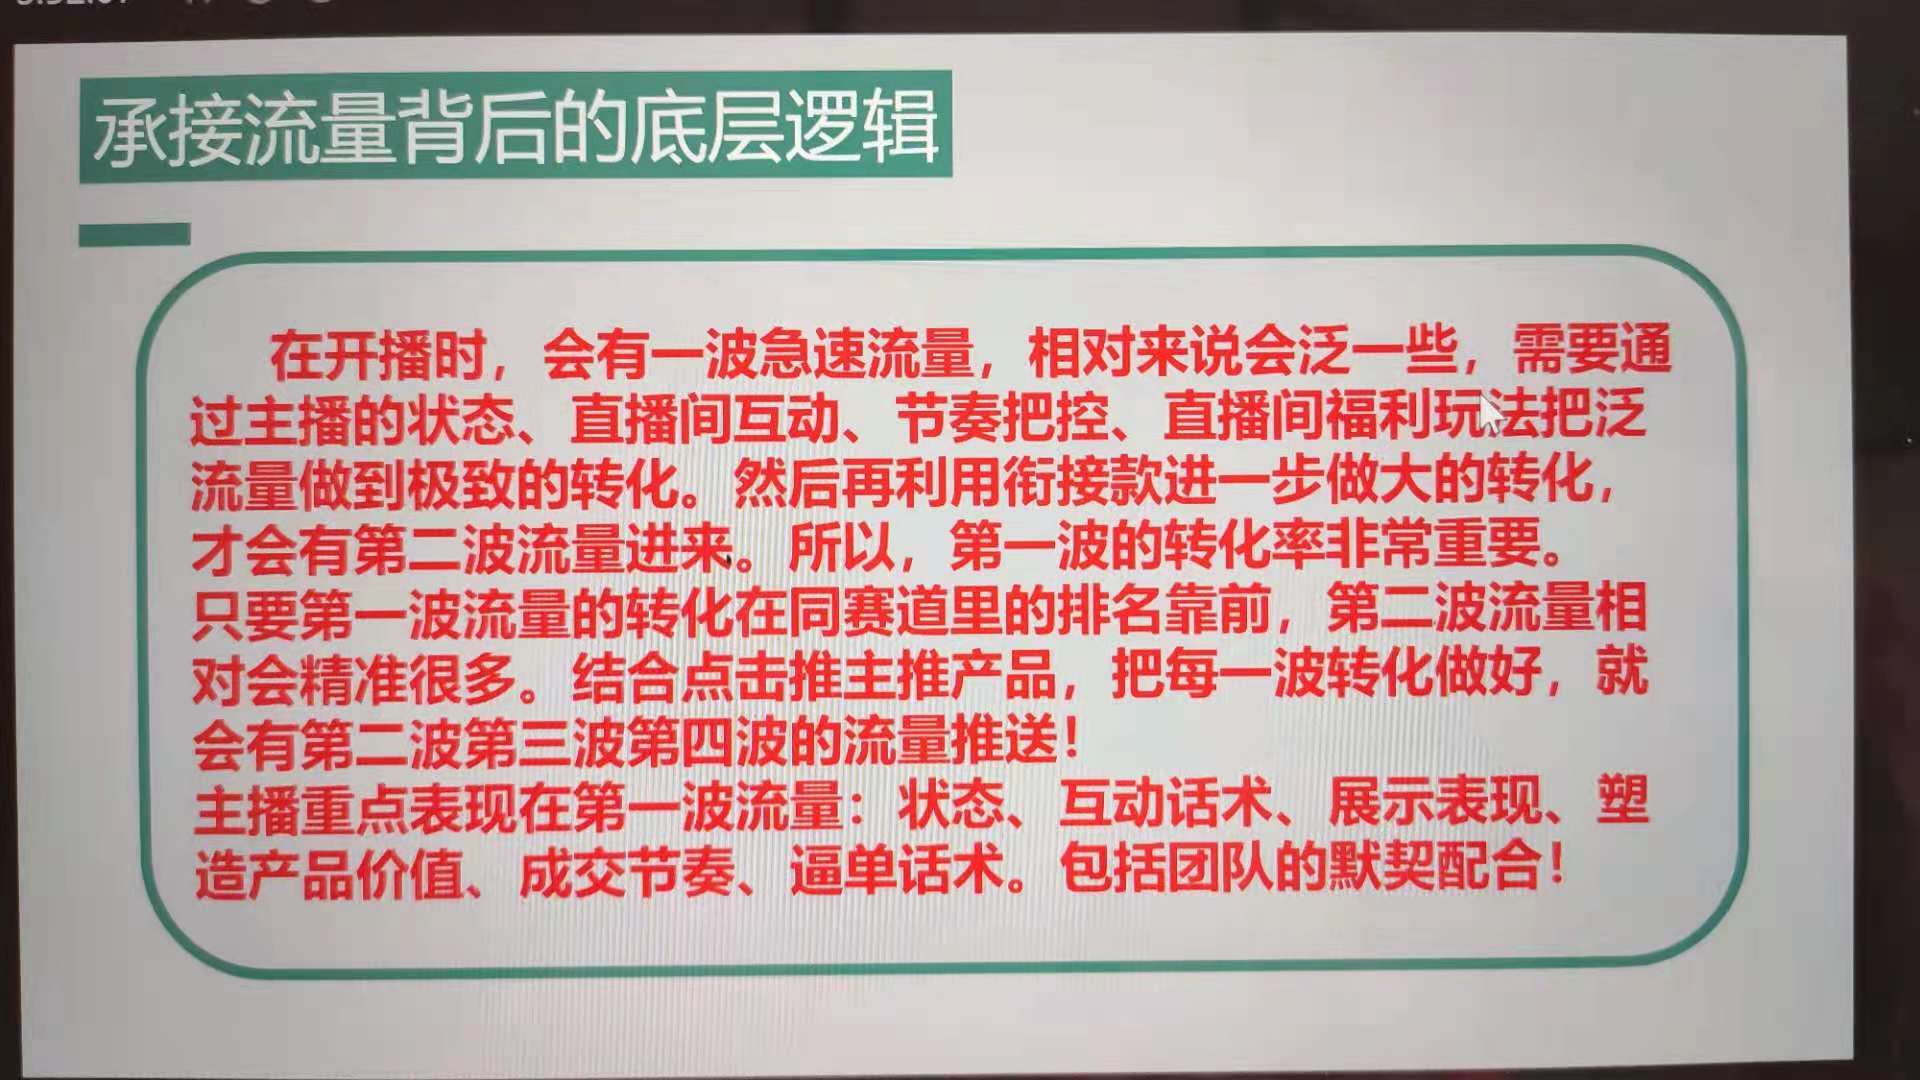 承接流量背后的底层逻辑
在开播时，会有一波急速流量，相对来说会泛一些，需要通
过主播的状态、直播间互动、节奏把控、直播间福利玩法把泛
流量做到极致的转化。然后再利用衔接款进一步做大的转化，
才会有第二波流量进来。所以，第一波的转化率非常重要。
只要第一波流量的转化在同赛道里的排名靠前，第二波流量相
对会精准很多。结合点击推主推产品，把每一波转化做好，就
会有第二波第三波第四波的流量推送！
主播重点表现在第一波流量：状态、互动话术、展示表现、塑
造产品价值、成交节奏、逼单话术。包括团队的默契配合！